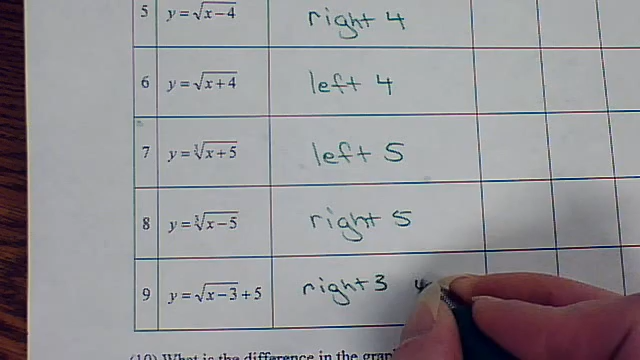 5 y = √(x−4) right 4
6 y = √(x+4) left 4
7 y = ∛(x+5) left 5
8 y = ∛(x−5) right 5
9 y = √(x−3) + 5 right 3
(10) What is the difference in the